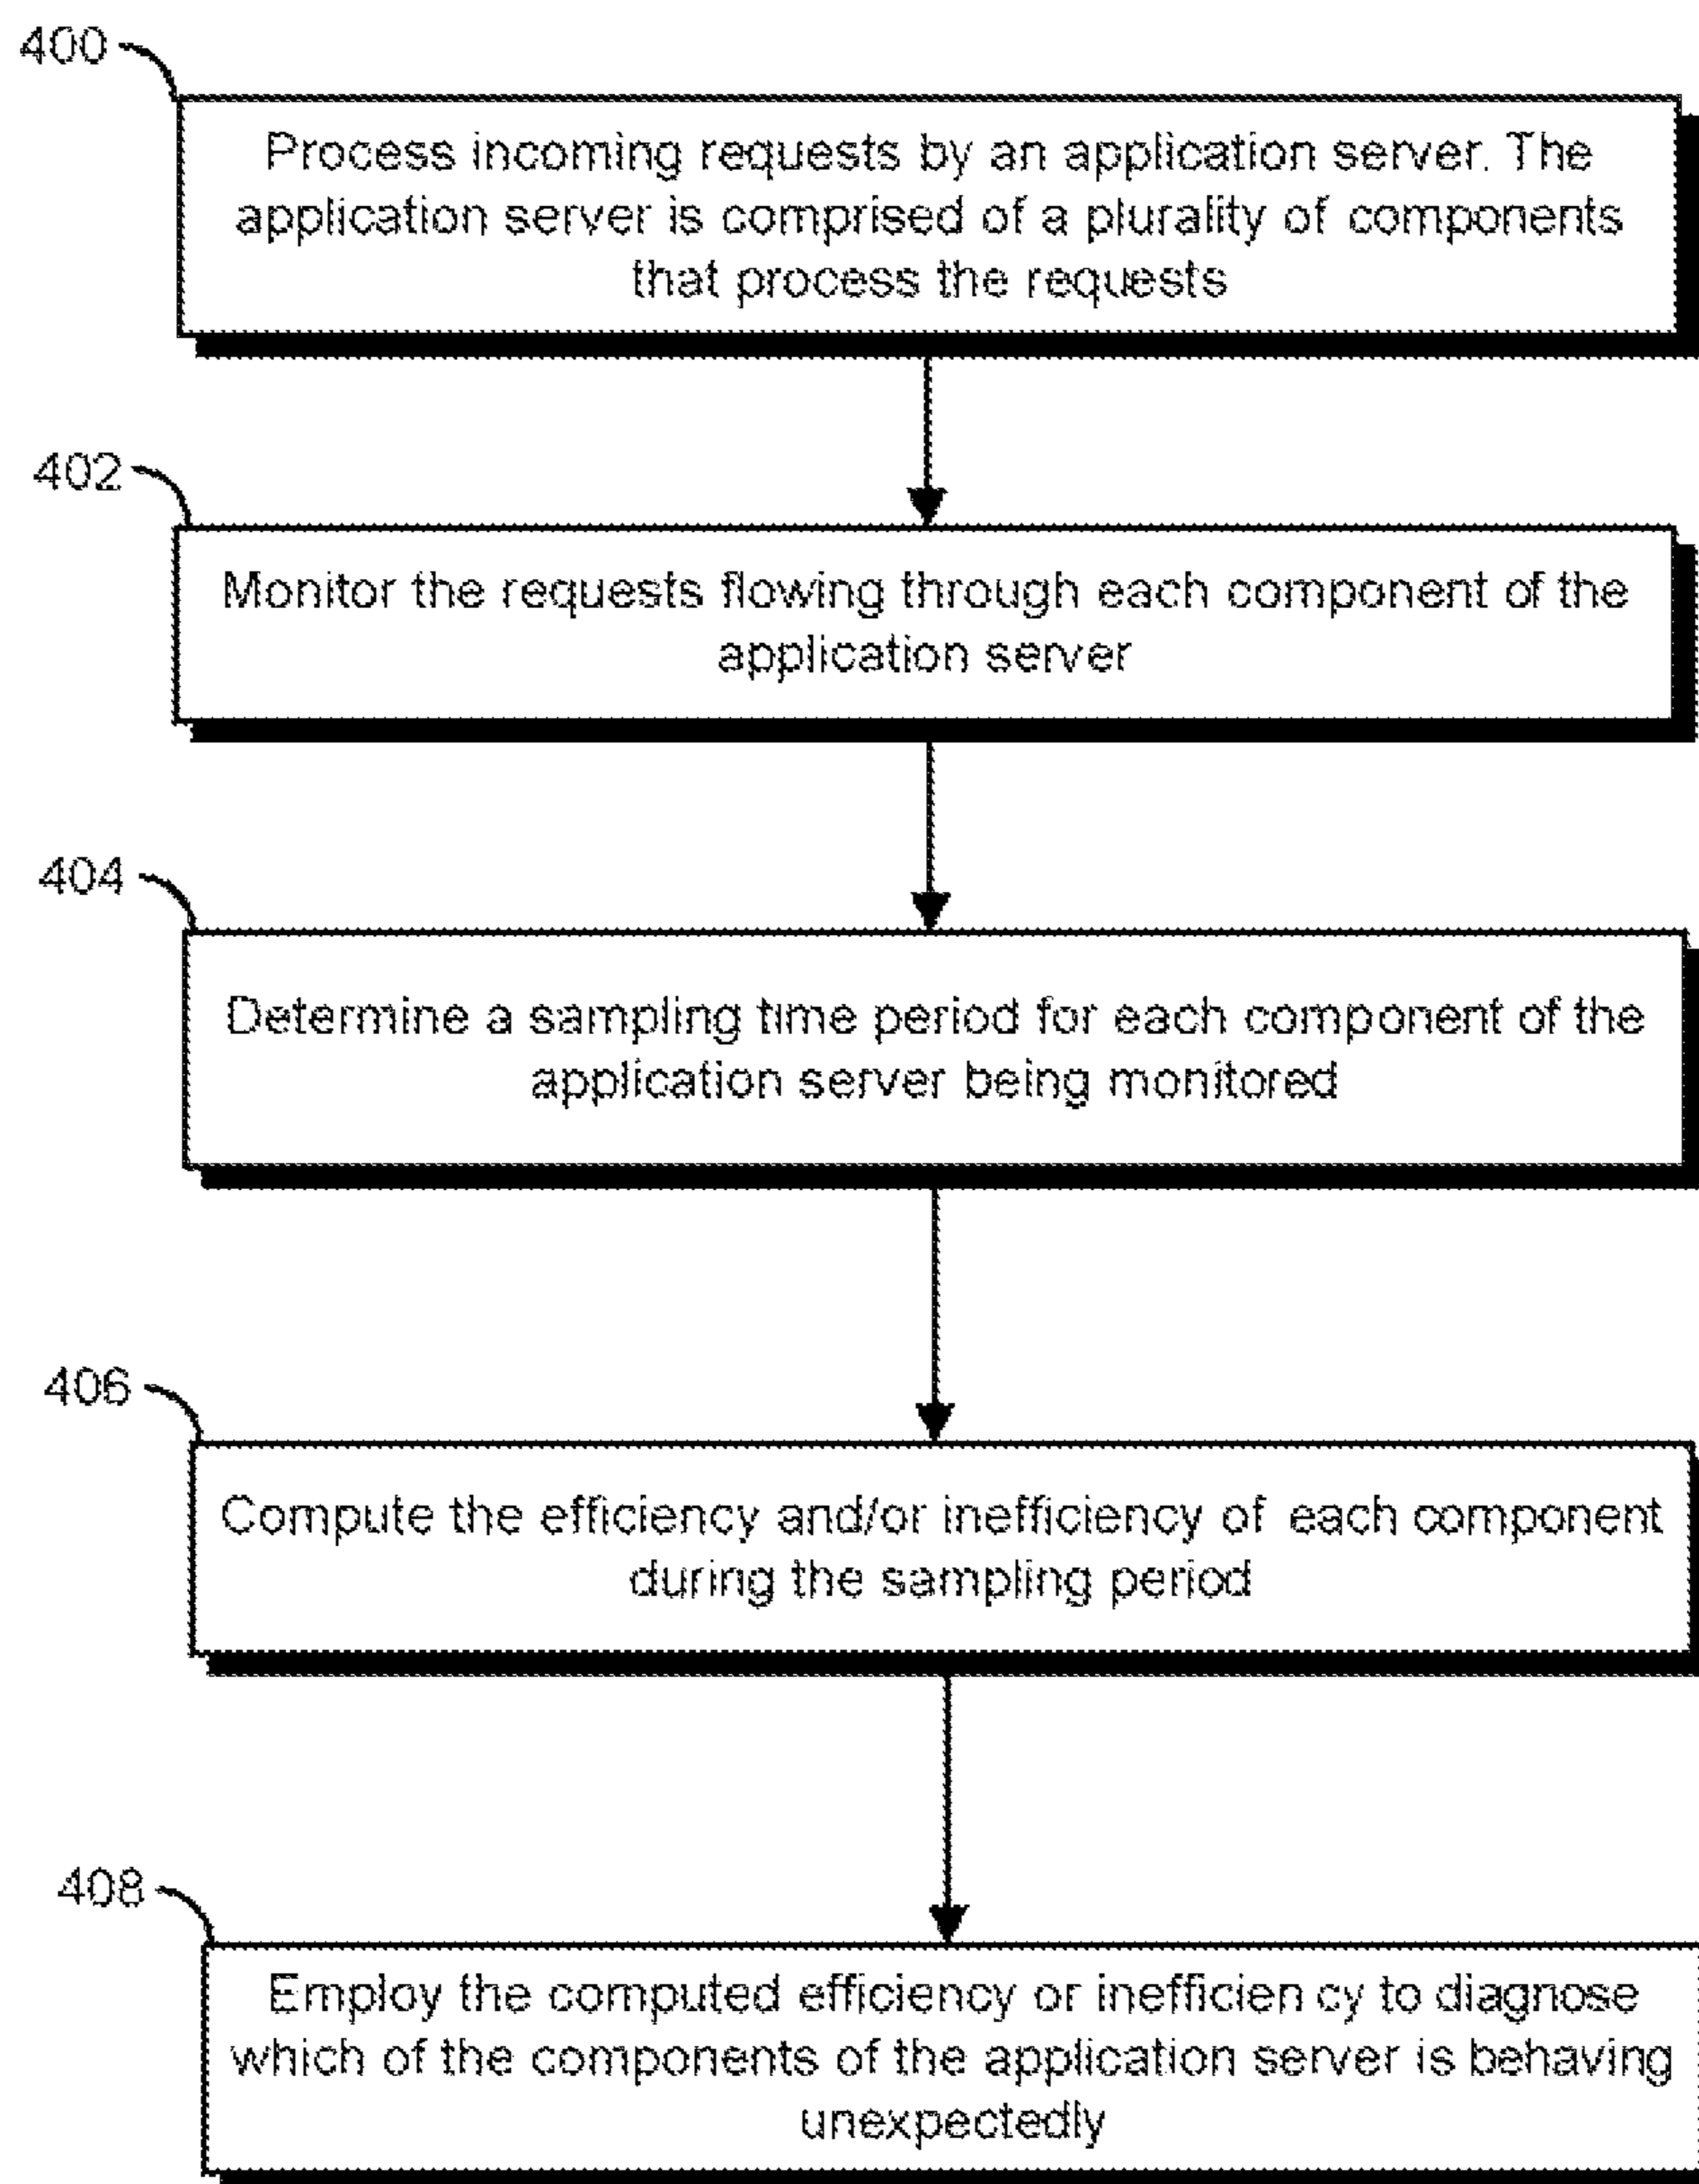 400
Process incoming requests by an application server. The
application server is comprised of a plurality of components
that process the requests
402
Monitor the requests flowing through each component of the
application server
404
Determine a sampling time period for each component of the
application server being monitored
406
Compute the efficiency and/or inefficiency of each component
during the sampling period
408
Employ the computed efficiency or inefficien cy to diagnose
which of the components of the application server is behaving
unexpectedly